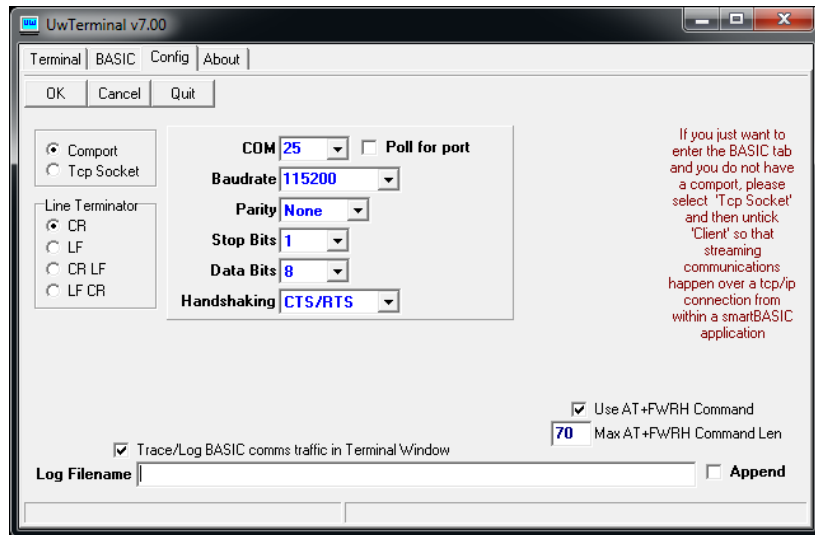 UwTerminal v7.00
Terminal BASIC Config About
OK Cancel Quit
Comport
Tcp Socket
Line Terminator
CR
LF
CR LF
LF CR
COM 25 Poll for port
Baudrate 115200
Parity None
Stop Bits 1
Data Bits 8
Handshaking CTS/RTS
If you just want to
enter the BASIC tab
and you do not have
a comport, please
select 'Tcp Socket'
and then untick
'Client' so that
streaming
communications
happen over a tcp/ip
connection from
within a smartBASIC
application
Use AT+FWRH Command
70 Max AT+FWRH Command Len
Trace/Log BASIC comms traffic in Terminal Window
Log Filename Append